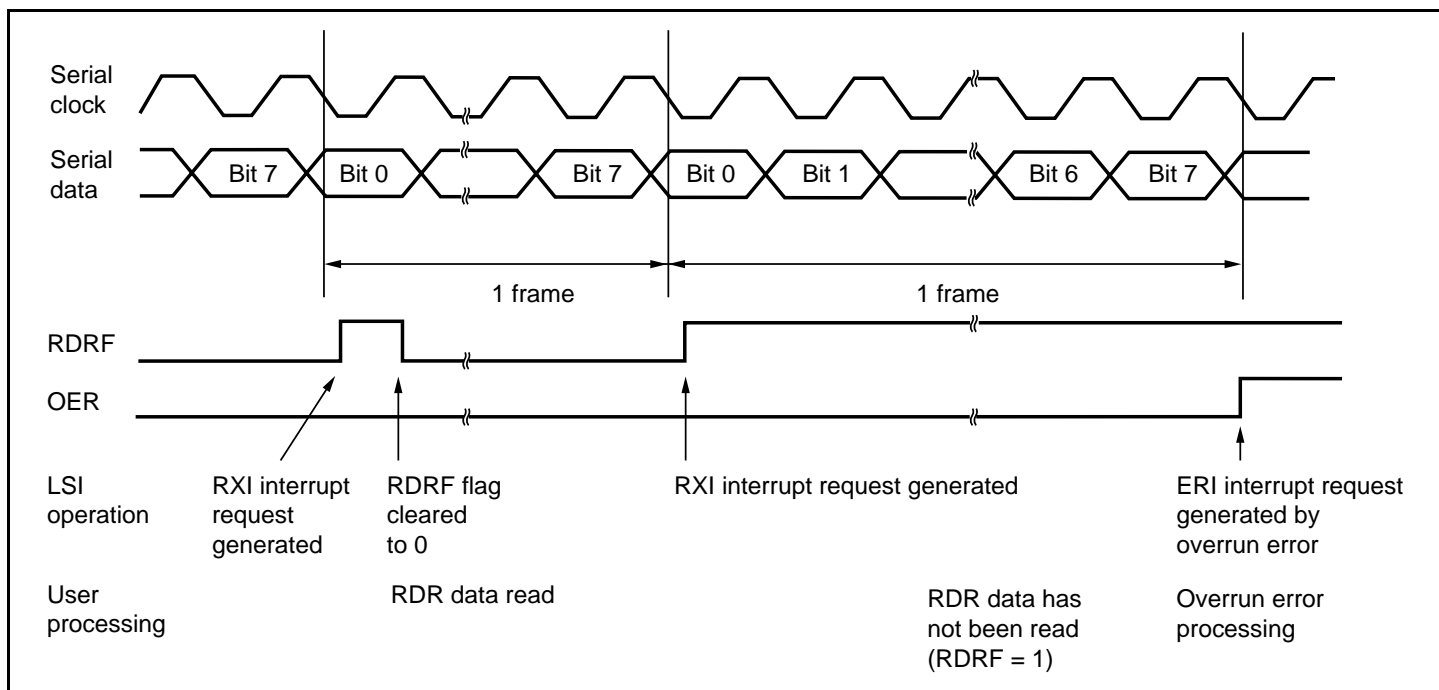 Serial
clock
Serial
data
Bit 7
Bit 0
Bit 7
Bit 0
Bit 1
Bit 6
Bit 7
1 frame
1 frame
RDRF
OER
LSI
operation
RXI interrupt
request
generated
RDRF flag
cleared
to 0
RXI interrupt request generated
ERI interrupt request
generated by
overrun error
User
processing
RDR data read
RDR data has
not been read
(RDRF = 1)
Overrun error
processing